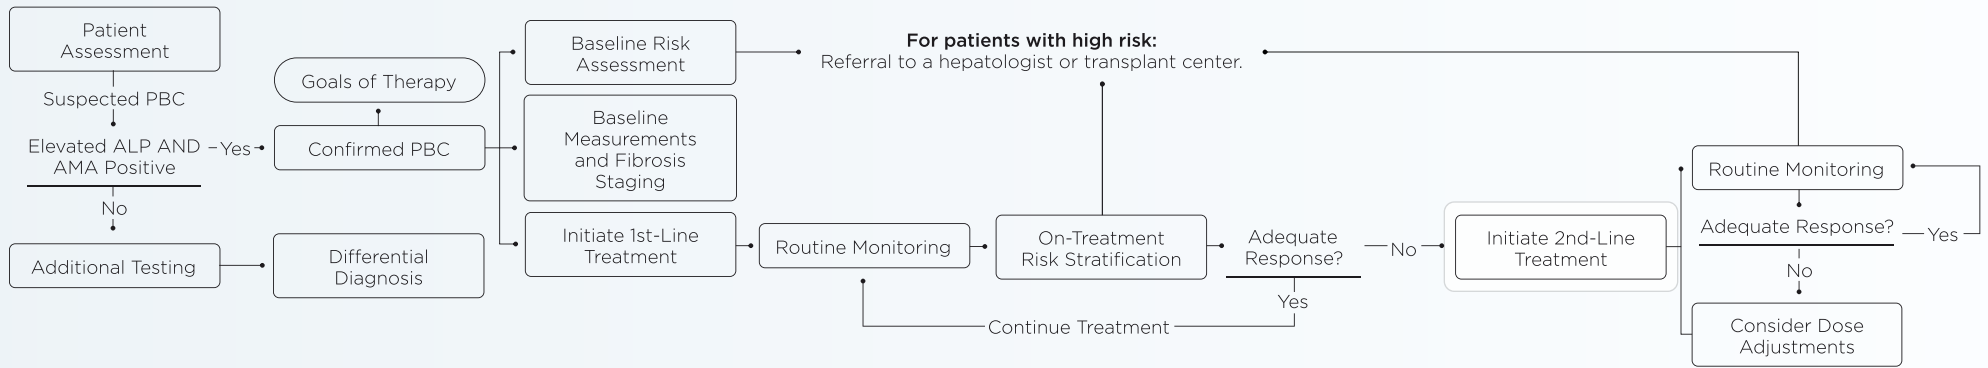 Patient
Assessment
Suspected PBC
Elevated ALP AND
AMA Positive
Yes
No
Additional Testing
Goals of Therapy
Confirmed PBC
Differential
Diagnosis
Baseline Risk
Assessment
Baseline
Measurements
and Fibrosis
Staging
Initiate 1st-Line
Treatment
For patients with high risk:
Referral to a hepatologist or transplant center.
Routine Monitoring
On-Treatment
Risk Stratification
Adequate
Response?
Yes
Continue Treatment
No
Initiate 2nd-Line
Treatment
Routine Monitoring
Adequate Response?
Yes
No
Consider Dose
Adjustments